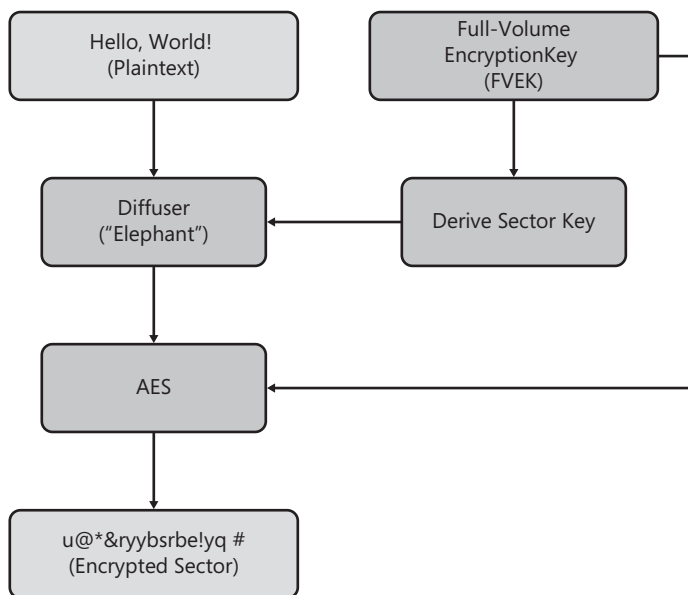 Hello, World!
(Plaintext)
Full-Volume
EncryptionKey
(FVEK)
Diffuser
(“Elephant”)
Derive Sector Key
AES
u@*&ryybsrbe!yq #
(Encrypted Sector)